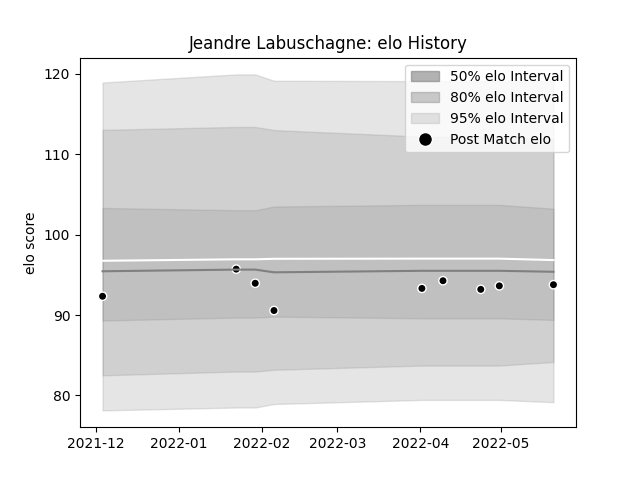 Jeandre Labuschagne: elo History
50% elo Interval
80% elo Interval
95% elo Interval
Post Match elo
elo score
120
110
100
90
80
2021-12 2022-01 2022-02 2022-03 2022-04 2022-05